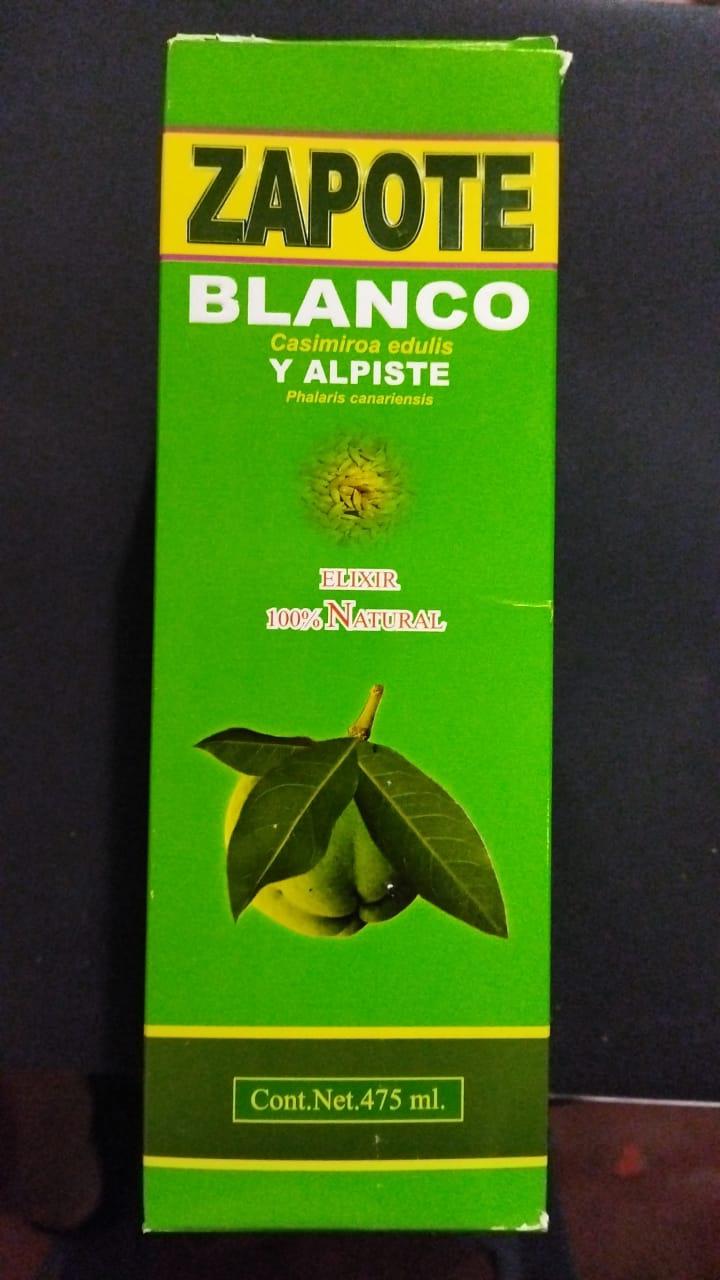 ZAPOTE
BLANCO
Casimiroa edulis
Y ALPISTE
Phalaris canariensis
ELIXIR
100% NATURAL
Cont.Net.475 ml.